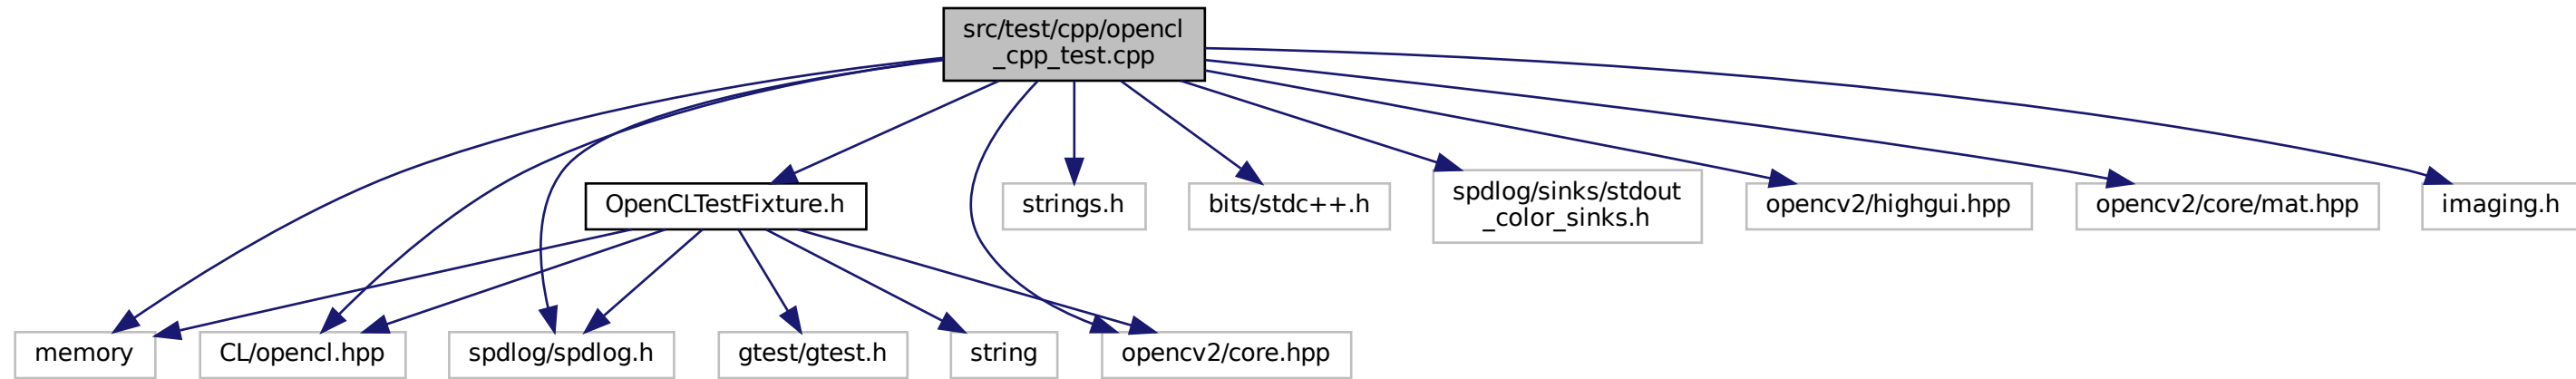 src/test/cpp/opencl
_cpp_test.cpp
OpenCLTestFixture.h
strings.h
bits/stdc++.h
spdlog/sinks/stdout
_color_sinks.h
opencv2/highgui.hpp
opencv2/core/mat.hpp
imaging.h
memory
CL/opencl.hpp
spdlog/spdlog.h
gtest/gtest.h
string
opencv2/core.hpp